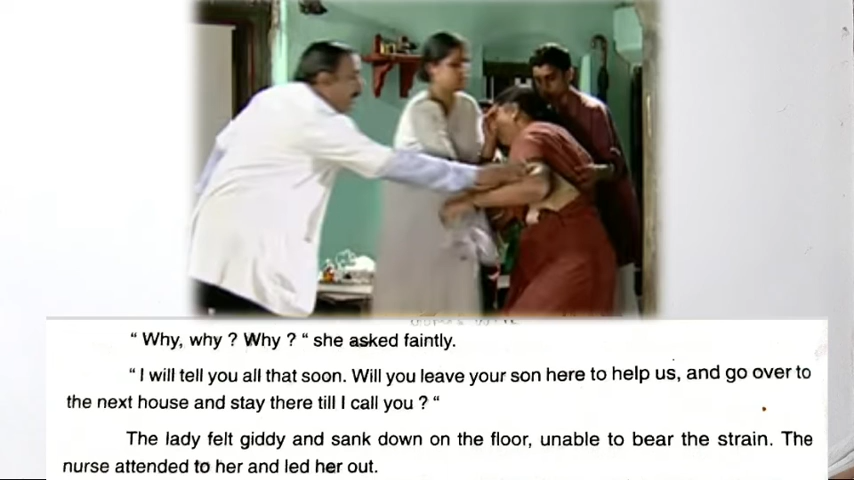 “ Why, why ? Why ? “ she asked faintly.
“ I will tell you all that soon. Will you leave your son here to help us, and go over to
the next house and stay there till I call you ? “
The lady felt giddy and sank down on the floor, unable to bear the strain. The
nurse attended to her and led her out.